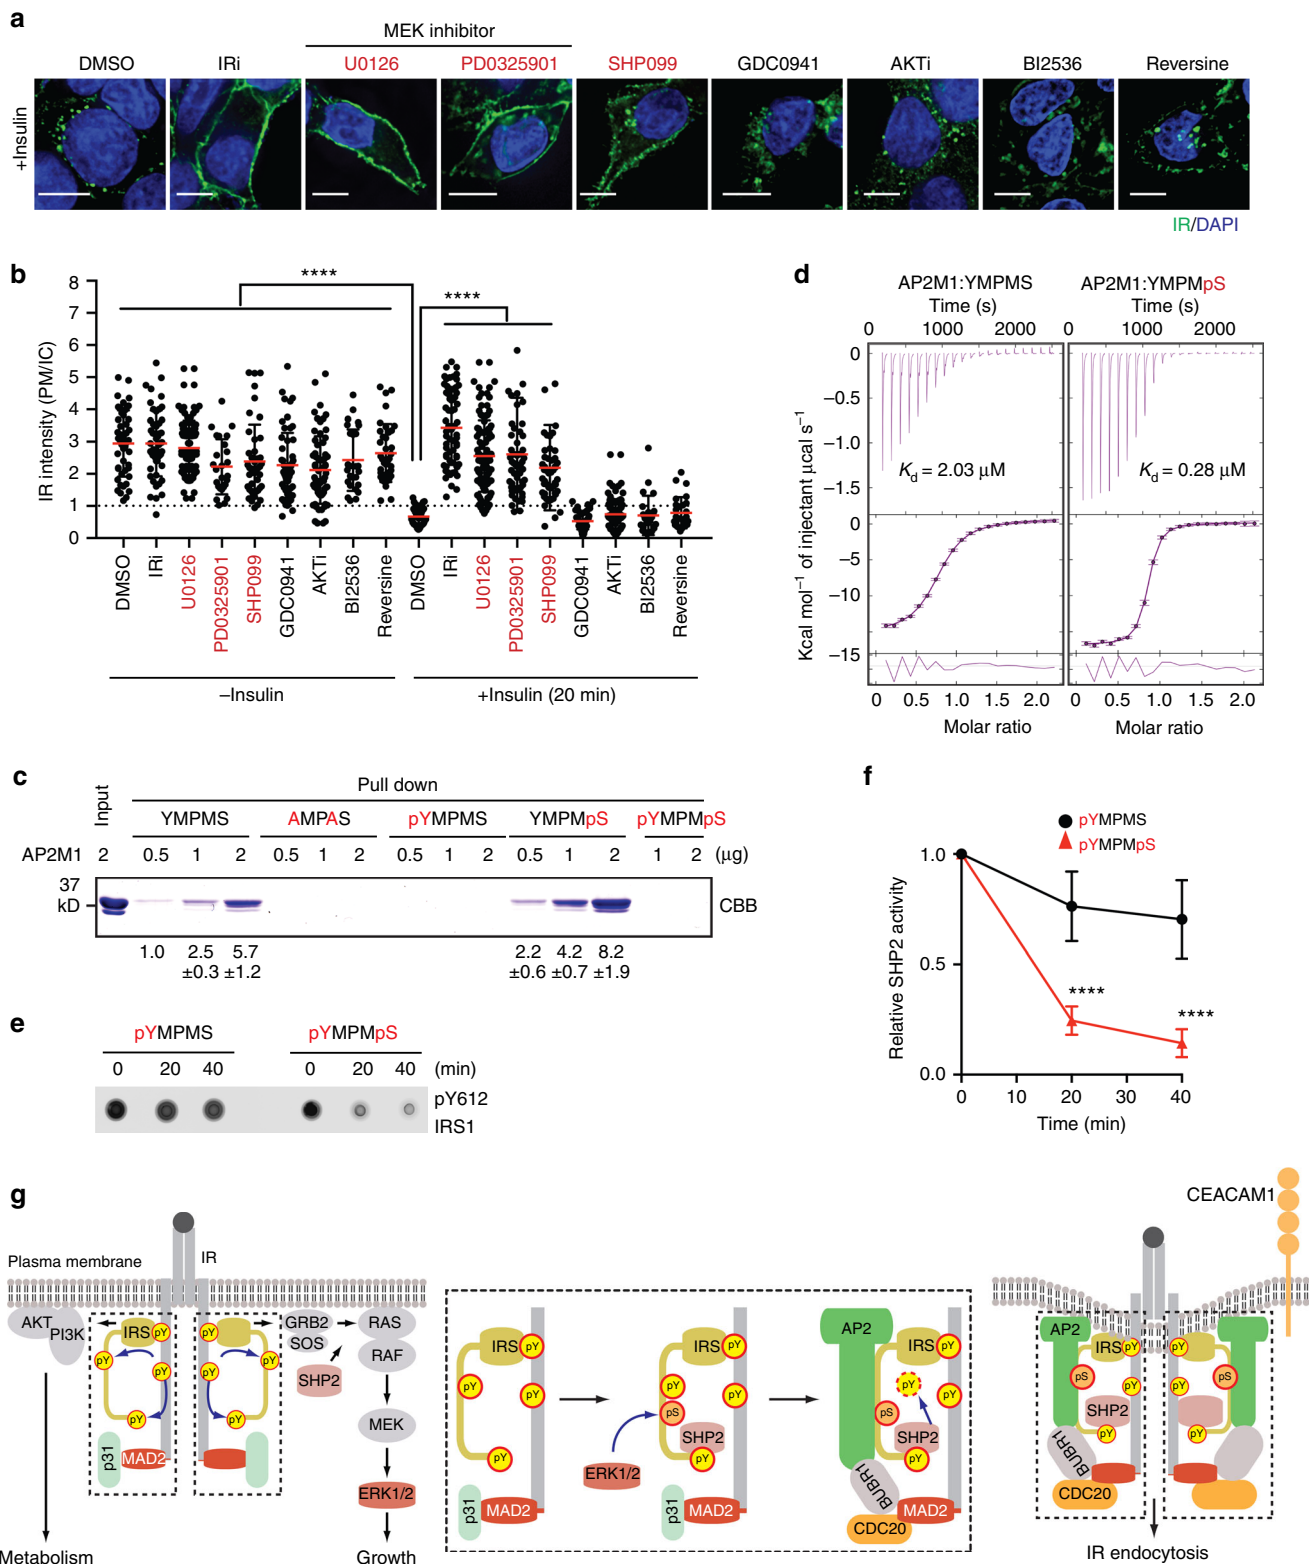 a
MEK inhibitor
DMSO IRi U0126 PD0325901 SHP099 GDC0941 AKTi BI2536 Reversine
+Insulin
IR/DAPI
b
IR intensity (PM/IC)
8
7
6
5
4
3
2
1
0
**** ****
DMSO IRi U0126 PD0325901 SHP099 GDC0941 AKTi BI2536 Reversine DMSO IRi U0126 PD0325901 SHP099 GDC0941 AKTi BI2536 Reversine
–Insulin +Insulin (20 min)
d
AP2M1:YMPMS AP2M1:YMPMpS
Time (s) Time (s)
0 1000 2000 0 1000 2000
0
–0.5
–1.0
–1.5
Kd = 2.03 μM Kd = 0.28 μM
0
–5
–10
–15
Kcal mol–1 of injectant μcal s–1
0 0.5 1.0 1.5 2.0 0 0.5 1.0 1.5 2.0
Molar ratio Molar ratio
c
Pull down
Input YMPMS AMPAS pYMPMS YMPMpS pYMPMpS
AP2M1 2 0.5 1 2 0.5 1 2 0.5 1 2 0.5 1 2 1 2 (μg)
37
kD
CBB
1.0 2.5 5.7 2.2 4.2 8.2
±0.3 ±1.2 ±0.6 ±0.7 ±1.9
e
pYMPMS pYMPMpS
0 20 40 0 20 40 (min)
pY612
IRS1
f
pYMPMS
pYMPMpS
Relative SHP2 activity
1.0
0.5
0.0
****
****
0 10 20 30 40
Time (min)
g
Plasma membrane
IR
AKT
PI3K
IRS pY pY
pY pY pY pY
pY pY
p31 MAD2
GRB2
SOS
SHP2
RAS
RAF
MEK
ERK1/2
Metabolism
Growth
IRS pY
pY pY
pY
p31 MAD2
ERK1/2
IRS pY
pY pY
pS
SHP2
pY
p31 MAD2
AP2
IRS pY
pY pY
pS
SHP2
pY
BUBR1
MAD2
CDC20
CEACAM1
AP2
IRS pY pY
pS pY pY pS
SHP2
pY pY
BUBR1
CDC20
IR endocytosis